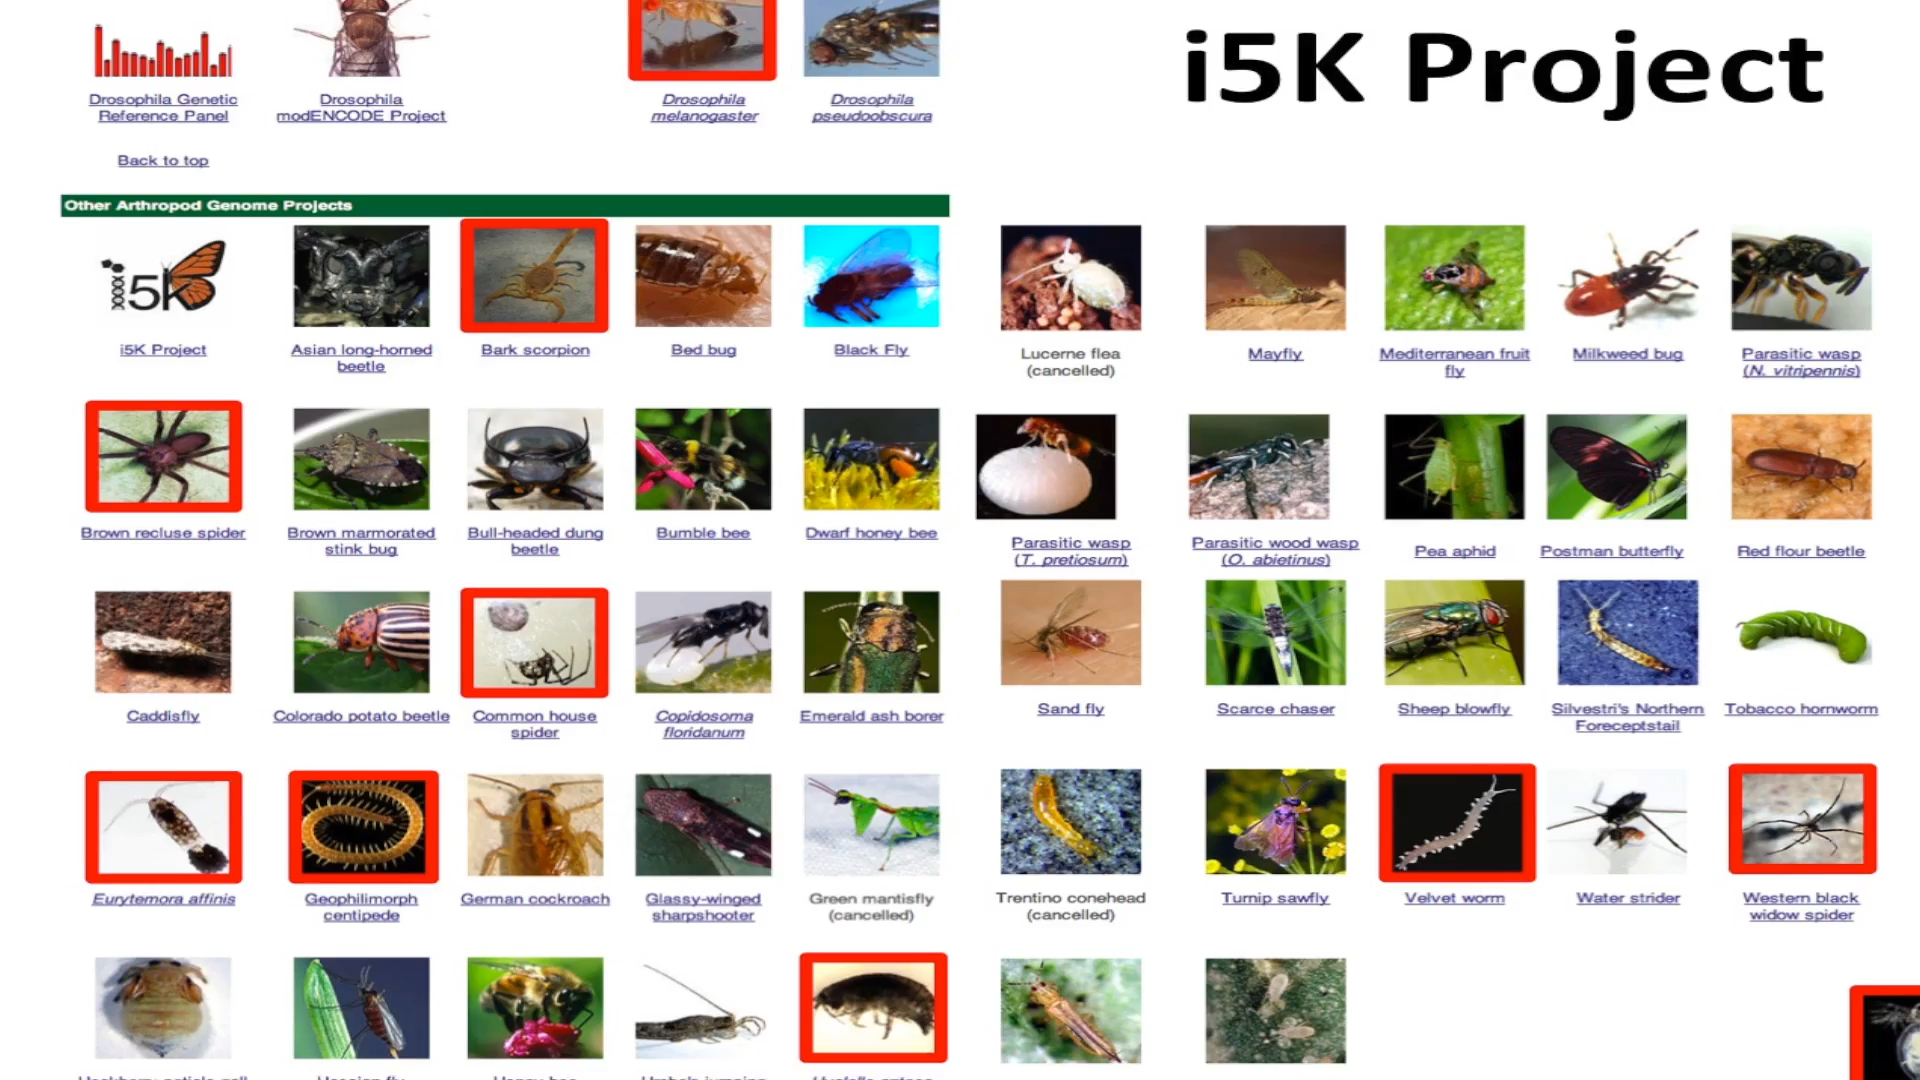 i5K Project
Drosophila Genetic
Reference Panel
Drosophila
modENCODE Project
Drosophila
melanogaster
Drosophila
pseudoobscura
Back to top
Other Arthropod Genome Projects
i5k
i5K Project
Asian long-horned
beetle
Bark scorpion
Bed bug
Black Fly
Lucerne flea
(cancelled)
Mayfly
Mediterranean fruit
fly
Milkweed bug
Parasitic wasp
(N. vitripennis)
Brown recluse spider
Brown marmorated
stink bug
Bull-headed dung
beetle
Bumble bee
Dwarf honey bee
Parasitic wasp
(T. pretiosum)
Parasitic wood wasp
(O. abietinus)
Pea aphid
Postman butterfly
Red flour beetle
Caddisfly
Colorado potato beetle
Common house
spider
Copidosoma
floridanum
Emerald ash borer
Sand fly
Scarce chaser
Sheep blowfly
Silvestri's Northern
Foreceptstail
Tobacco hornworm
Eurytemora affinis
Geophilimorph
centipede
German cockroach
Glassy-winged
sharpshooter
Green mantisfly
(cancelled)
Trentino conehead
(cancelled)
Turnip sawfly
Velvet worm
Water strider
Western black
widow spider